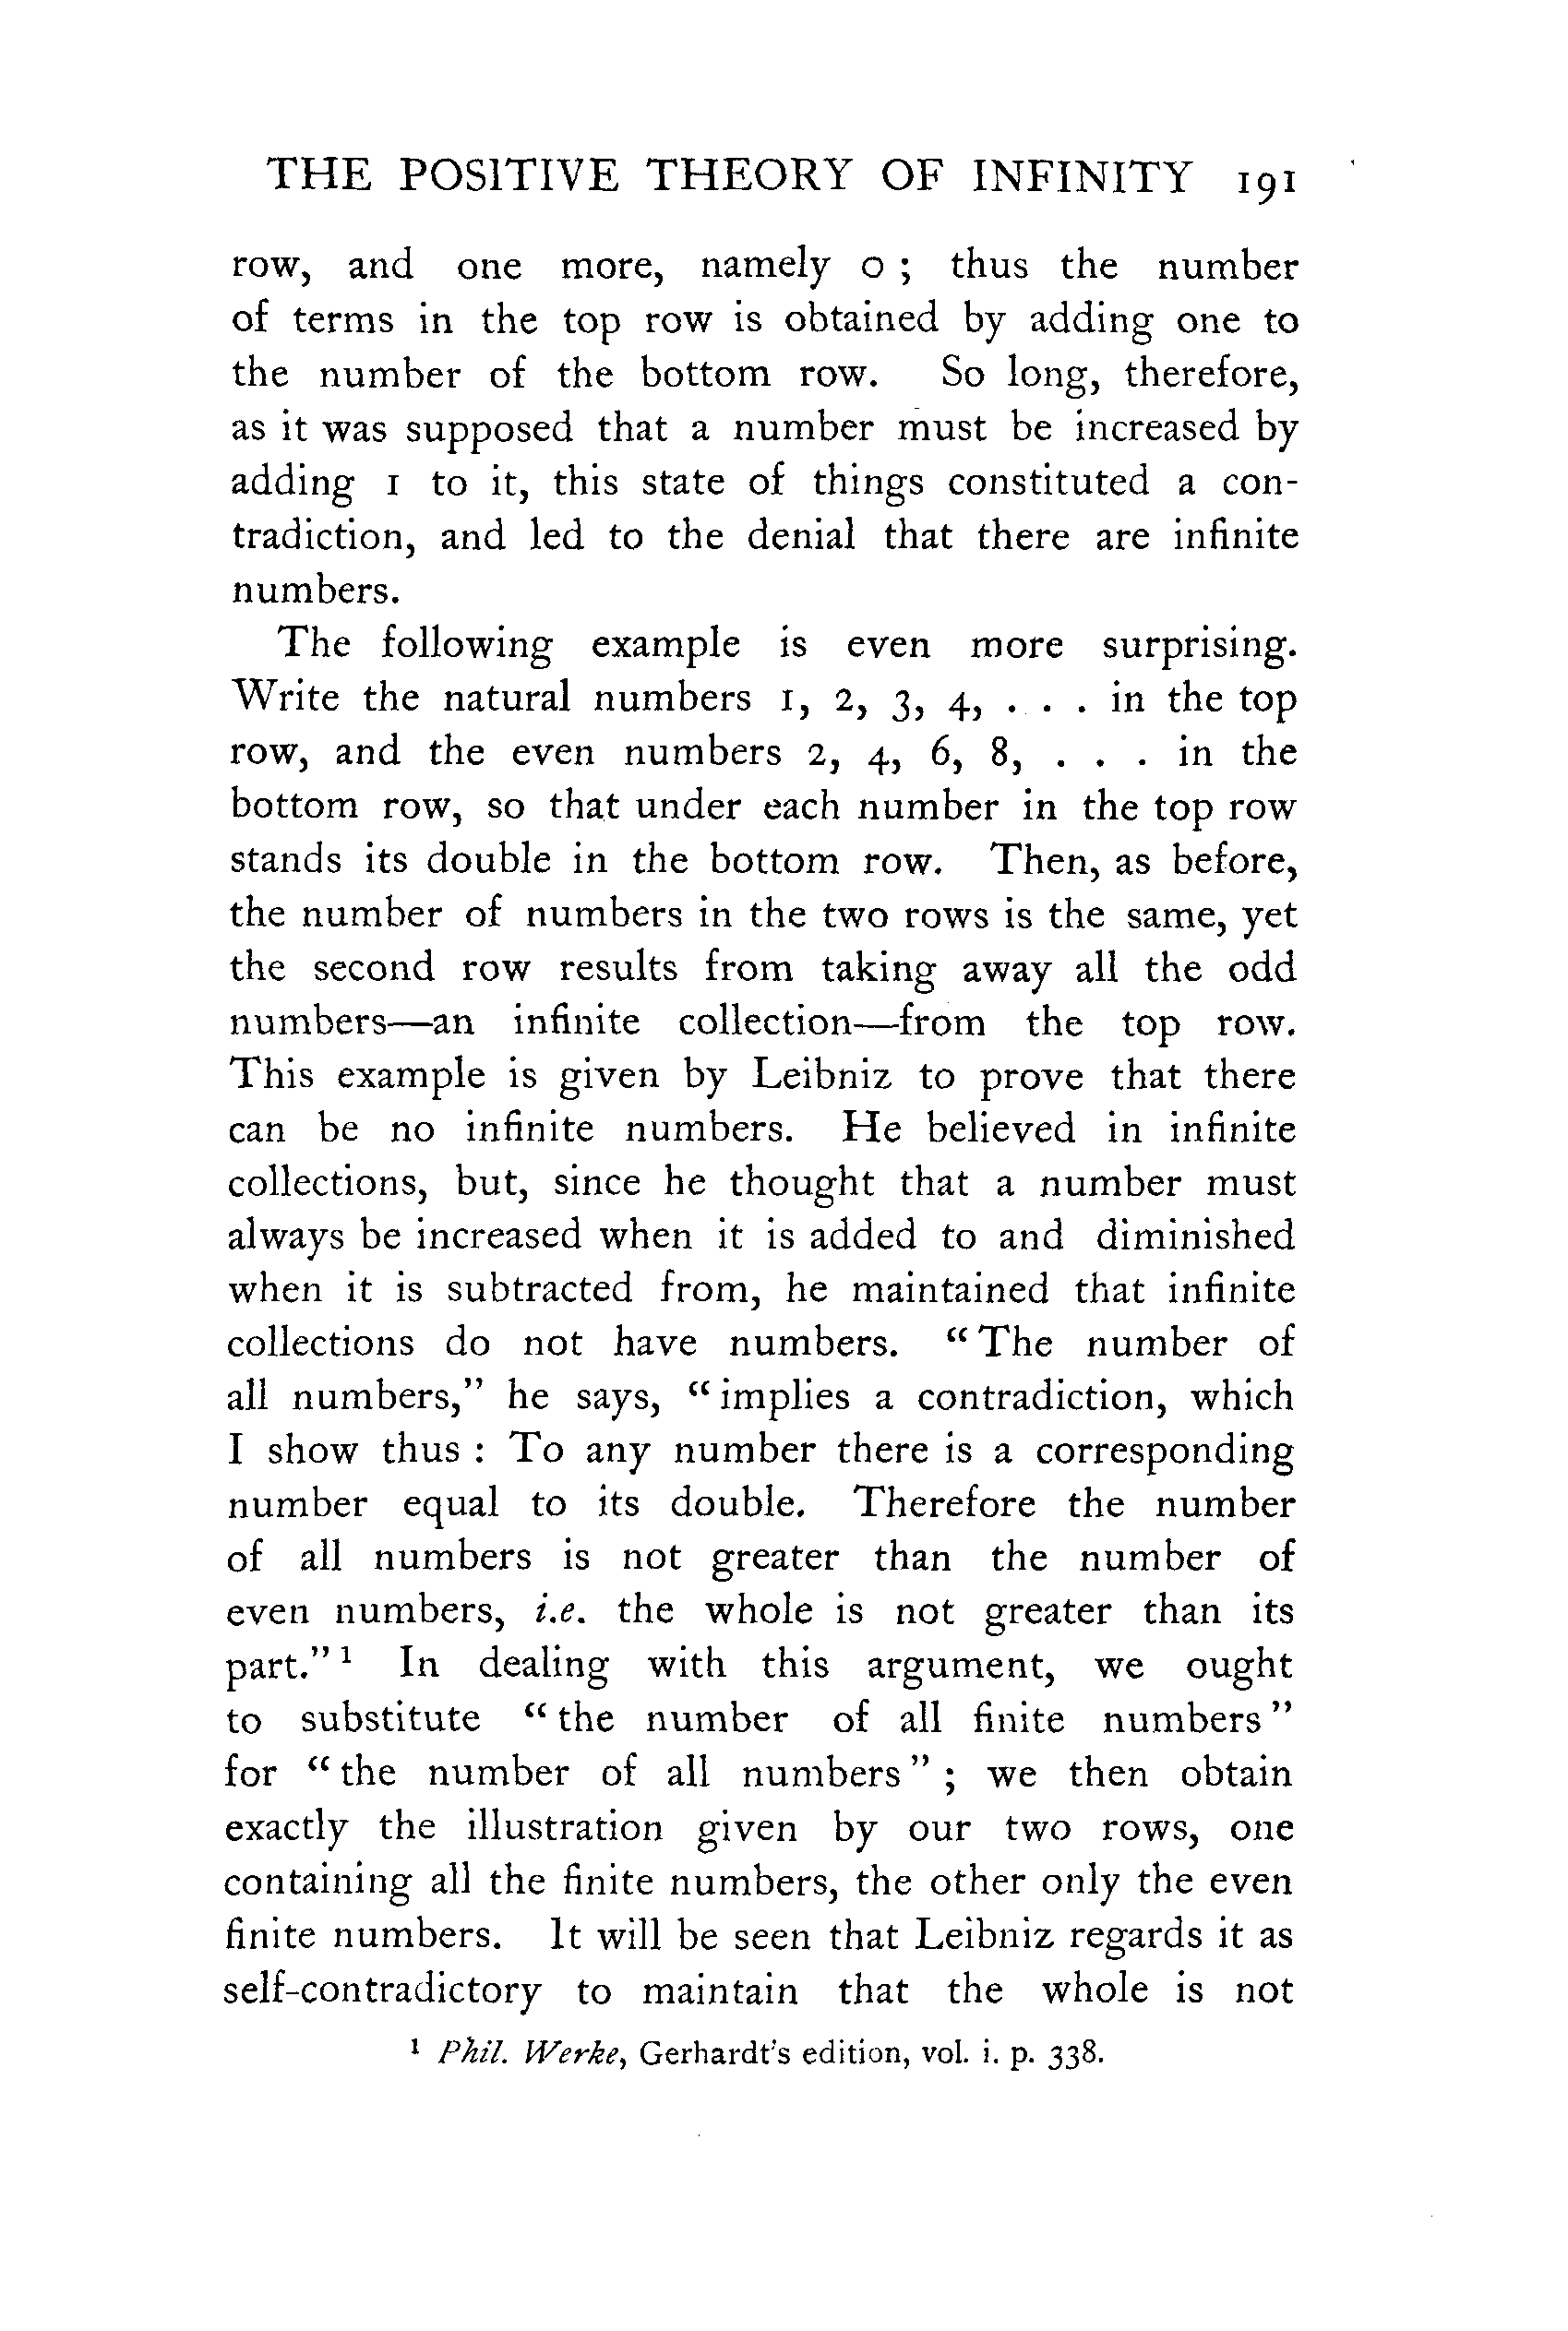 THE POSITIVE THEORY OF INFINITY 191
row, and one more, namely 0 ; thus the number
of terms in the top row is obtained by adding one to
the number of the bottom row. So long, therefore,
as it was supposed that a number must be increased by
adding 1 to it, this state of things constituted a con-
tradiction, and led to the denial that there are infinite
numbers.
The following example is even more surprising.
Write the natural numbers 1, 2, 3, 4, . . . in the top
row, and the even numbers 2, 4, 6, 8, . . . in the
bottom row, so that under each number in the top row
stands its double in the bottom row. Then, as before,
the number of numbers in the two rows is the same, yet
the second row results from taking away all the odd
numbers—an infinite collection—from the top row.
This example is given by Leibniz to prove that there
can be no infinite numbers. He believed in infinite
collections, but, since he thought that a number must
always be increased when it is added to and diminished
when it is subtracted from, he maintained that infinite
collections do not have numbers. “ The number of
all numbers,” he says, “ implies a contradiction, which
I show thus : To any number there is a corresponding
number equal to its double. Therefore the number
of all numbers is not greater than the number of
even numbers, i.e. the whole is not greater than its
part.” ¹ In dealing with this argument, we ought
to substitute “ the number of all finite numbers ”
for “ the number of all numbers ” ; we then obtain
exactly the illustration given by our two rows, one
containing all the finite numbers, the other only the even
finite numbers. It will be seen that Leibniz regards it as
self-contradictory to maintain that the whole is not
¹ Phil. Werke, Gerhardt's edition, vol. i. p. 338.